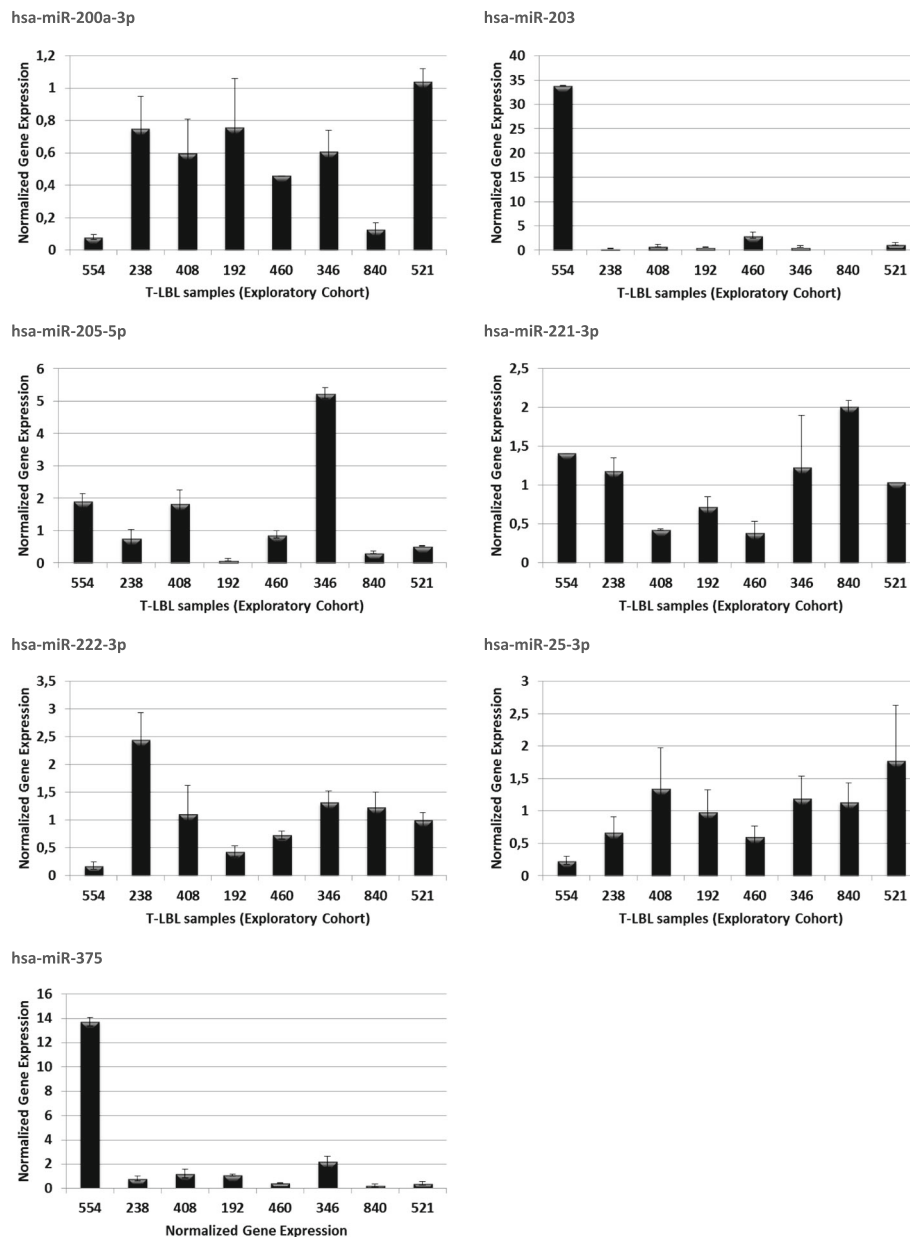 hsa-miR-200a-3p
Normalized Gene Expression
1,2
1
0,8
0,6
0,4
0,2
0
554 238 408 192 460 346 840 521
T-LBL samples (Exploratory Cohort)
hsa-miR-203
Normalized Gene Expression
40
35
30
25
20
15
10
5
0
554 238 408 192 460 346 840 521
T-LBL samples (Exploratory Cohort)
hsa-miR-205-5p
Normalized Gene Expression
6
5
4
3
2
1
0
554 238 408 192 460 346 840 521
T-LBL samples (Exploratory Cohort)
hsa-miR-221-3p
Normalized Gene Expression
2,5
2
1,5
1
0,5
0
554 238 408 192 460 346 840 521
T-LBL samples (Exploratory Cohort)
hsa-miR-222-3p
Normalized Gene Expression
3,5
3
2,5
2
1,5
1
0,5
0
554 238 408 192 460 346 840 521
T-LBL samples (Exploratory Cohort)
hsa-miR-25-3p
Normalized Gene Expression
3
2,5
2
1,5
1
0,5
0
554 238 408 192 460 346 840 521
T-LBL samples (Exploratory Cohort)
hsa-miR-375
Normalized Gene Expression
16
14
12
10
8
6
4
2
0
554 238 408 192 460 346 840 521
Normalized Gene Expression